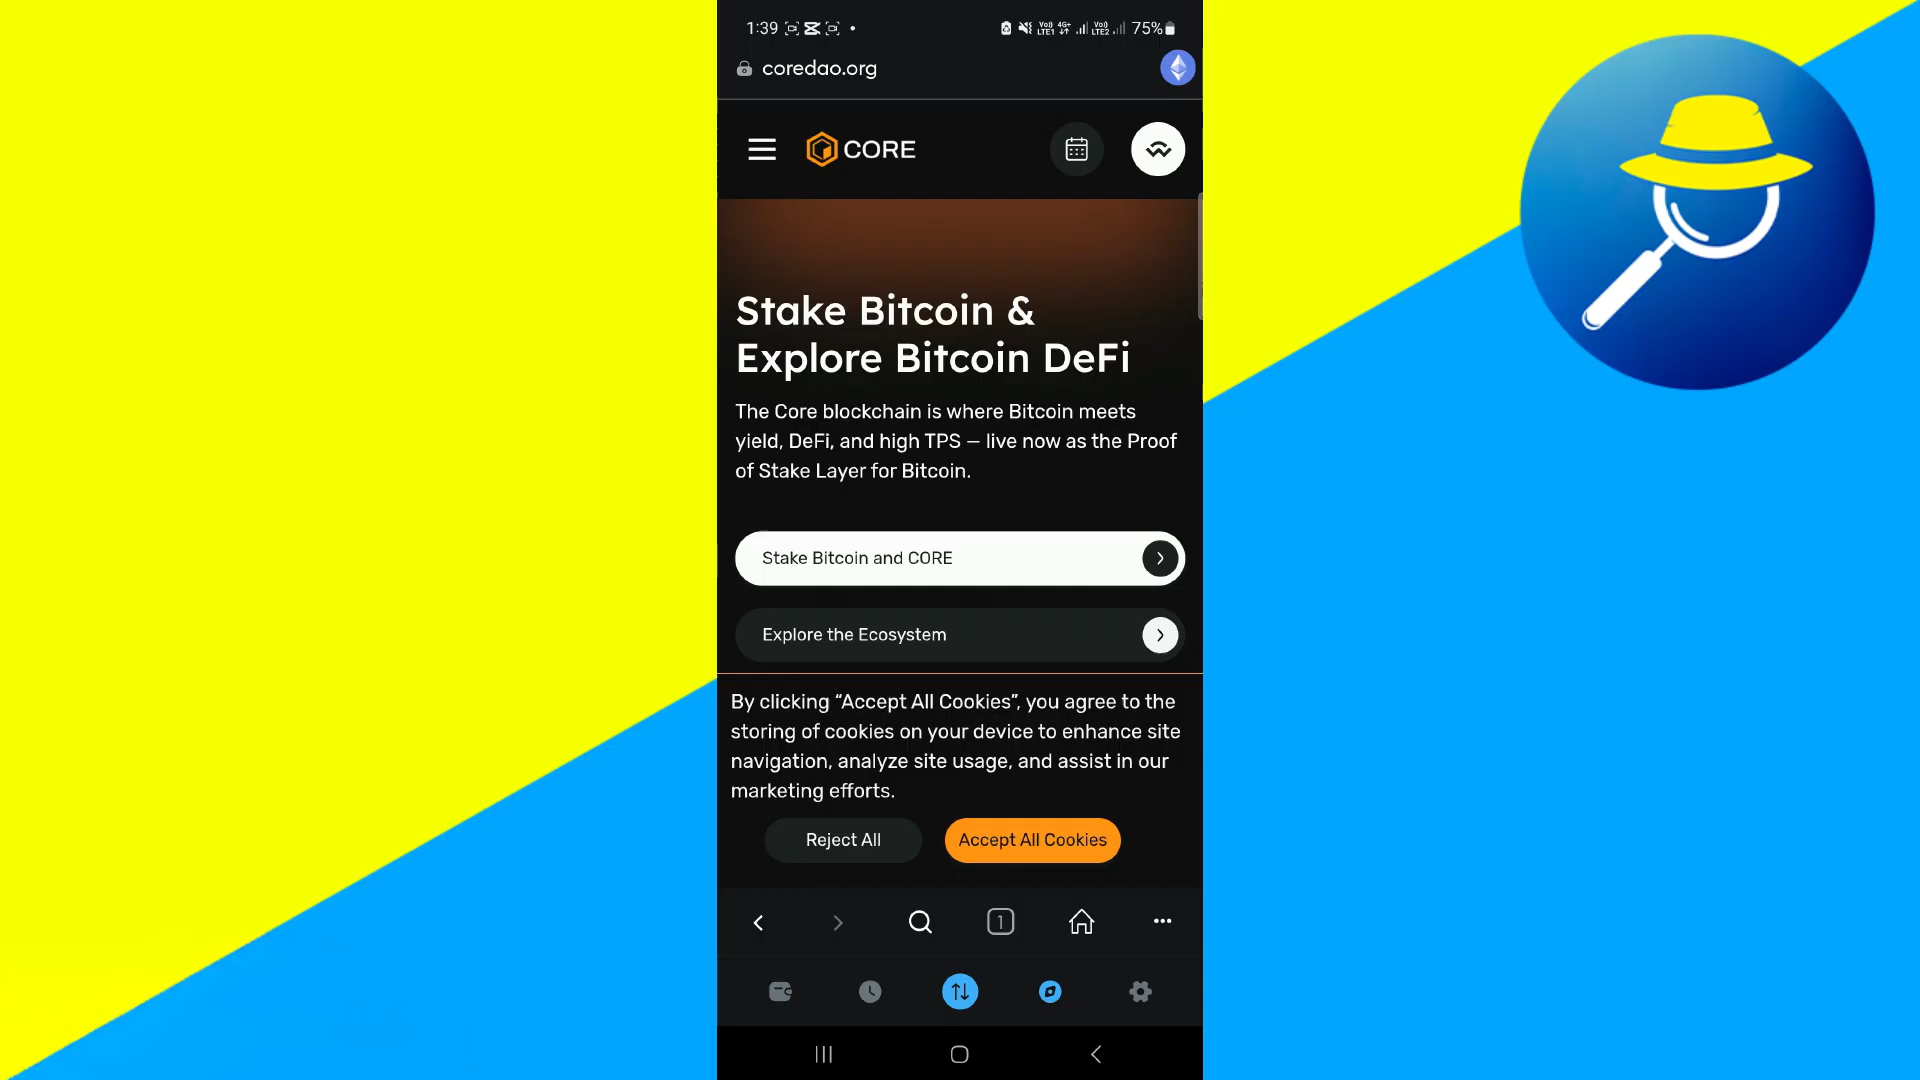 1:39
VoLTE1 4G+ VoLTE2 75%
coredao.org
CORE
Stake Bitcoin &
Explore Bitcoin DeFi
The Core blockchain is where Bitcoin meets
yield, DeFi, and high TPS — live now as the Proof
of Stake Layer for Bitcoin.
Stake Bitcoin and CORE
Explore the Ecosystem
By clicking “Accept All Cookies”, you agree to the
storing of cookies on your device to enhance site
navigation, analyze site usage, and assist in our
marketing efforts.
Reject All
Accept All Cookies
1